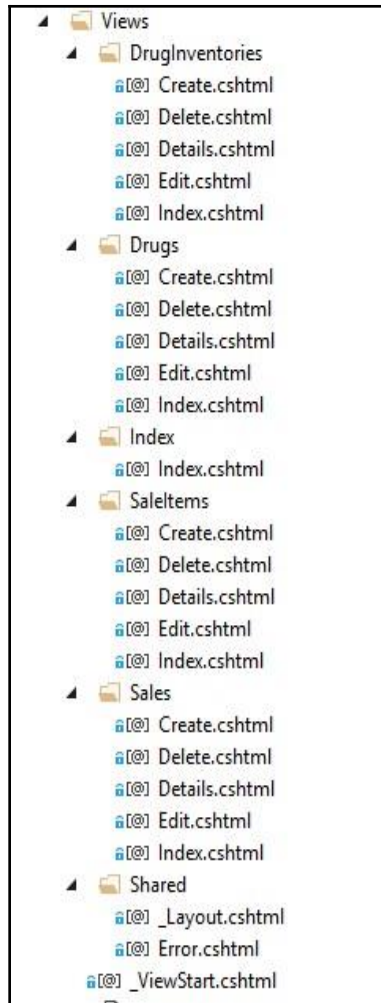 Views
DrugInventories
[@] Create.cshtml
[@] Delete.cshtml
[@] Details.cshtml
[@] Edit.cshtml
[@] Index.cshtml
Drugs
[@] Create.cshtml
[@] Delete.cshtml
[@] Details.cshtml
[@] Edit.cshtml
[@] Index.cshtml
Index
[@] Index.cshtml
SaleItems
[@] Create.cshtml
[@] Delete.cshtml
[@] Details.cshtml
[@] Edit.cshtml
[@] Index.cshtml
Sales
[@] Create.cshtml
[@] Delete.cshtml
[@] Details.cshtml
[@] Edit.cshtml
[@] Index.cshtml
Shared
[@] _Layout.cshtml
[@] Error.cshtml
[@] _ViewStart.cshtml